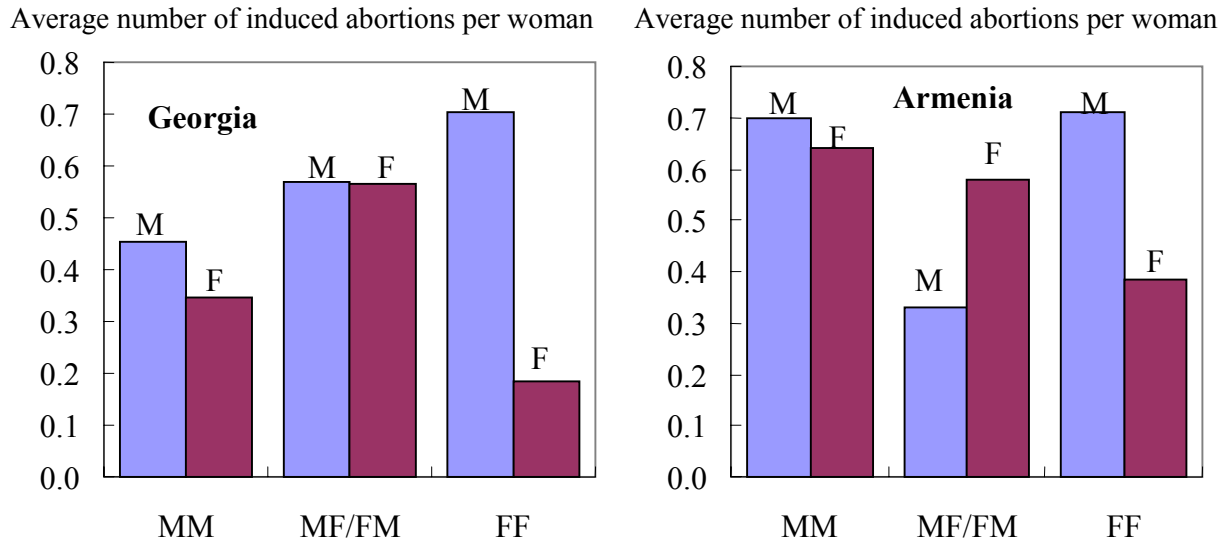 Average number of induced abortions per woman
0.8
0.7
0.6
0.5
0.4
0.3
0.2
0.1
0.0
Georgia
M
F
M
F
M
F
MM
MF/FM
FF
Average number of induced abortions per woman
0.8
0.7
0.6
0.5
0.4
0.3
0.2
0.1
0.0
Armenia
M
F
M
F
M
F
MM
MF/FM
FF